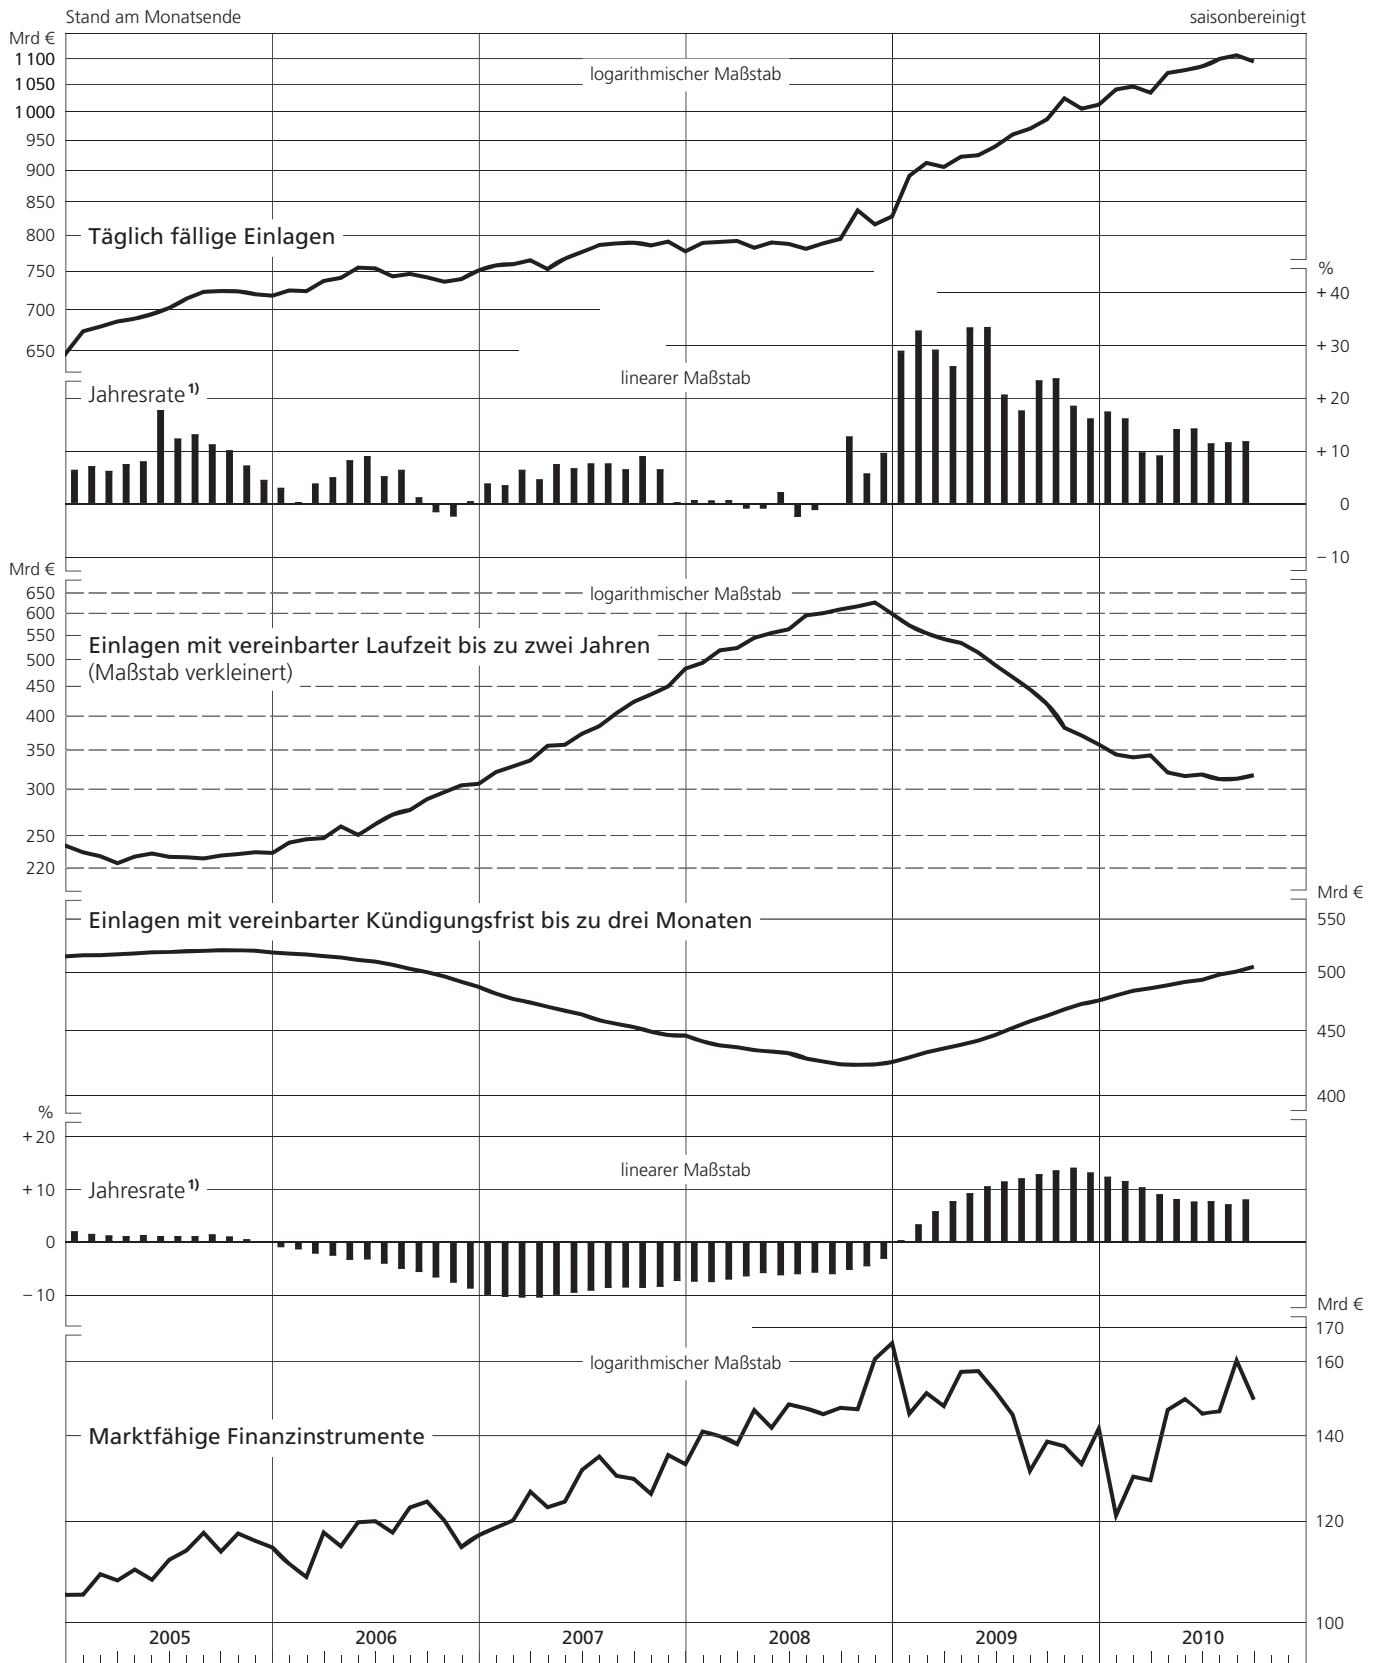 Stand am Monatsende saisonbereinigt
Mrd €
1 100
logarithmischer Maßstab
1 050
1 000
950
900
850
800
Täglich fällige Einlagen
750
%
+ 40
700
650
+ 30
linearer Maßstab
Jahresrate 1)
+ 20
+ 10
0
– 10
Mrd €
650
logarithmischer Maßstab
600
550
Einlagen mit vereinbarter Laufzeit bis zu zwei Jahren
500
(Maßstab verkleinert)
450
400
350
300
250
220
Mrd €
Einlagen mit vereinbarter Kündigungsfrist bis zu drei Monaten
550
500
450
400
%
+ 20
linearer Maßstab
+ 10
Jahresrate 1)
0
– 10
Mrd €
170
logarithmischer Maßstab
160
Marktfähige Finanzinstrumente
140
120
100
2005 2006 2007 2008 2009 2010